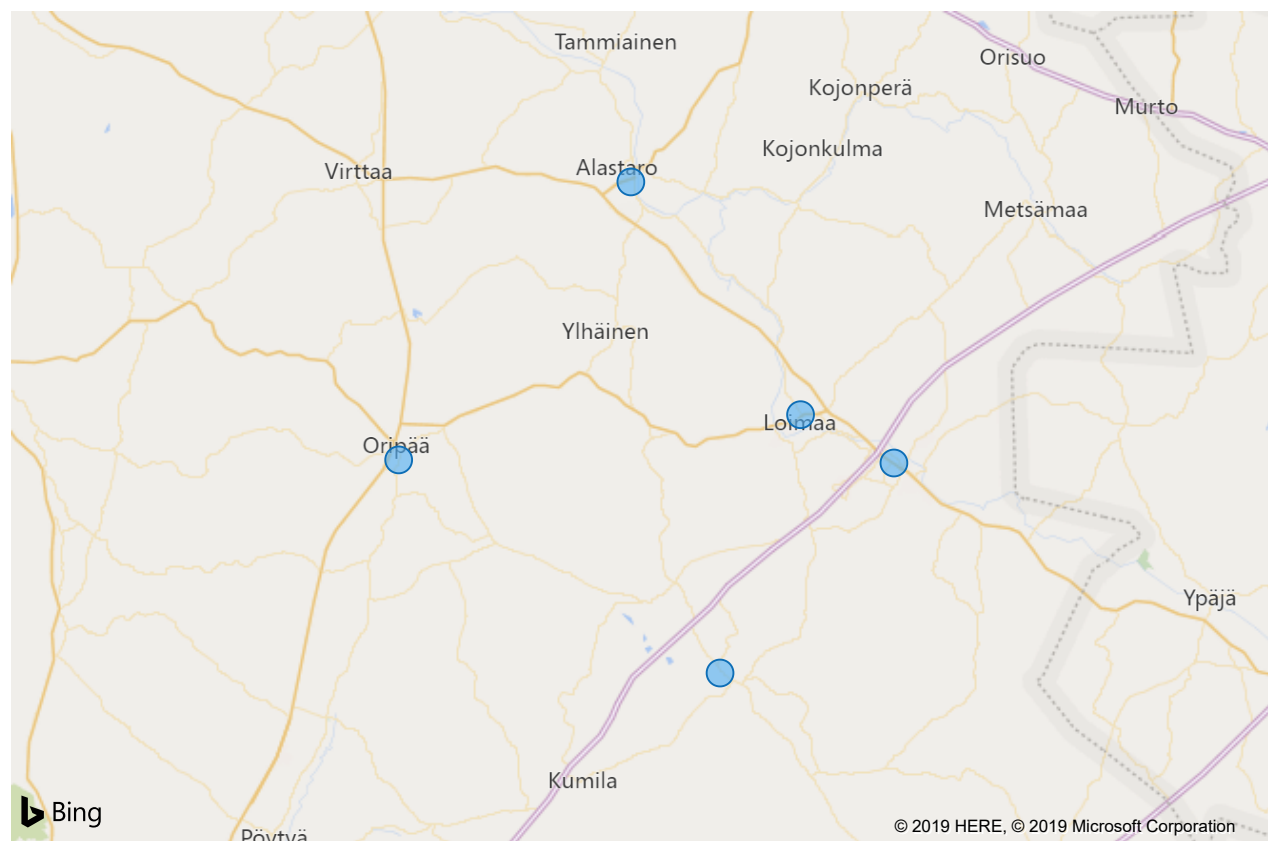 Tammiainen
Orisuo
Kojonperä
Murto
Kojonkulma
Alastaro
Virttaa
Metsämaa
Ylhäinen
Loimaa
Oripää
Ypäjä
Kumila
Bing
© 2019 HERE, © 2019 Microsoft Corporation
Pöytyä